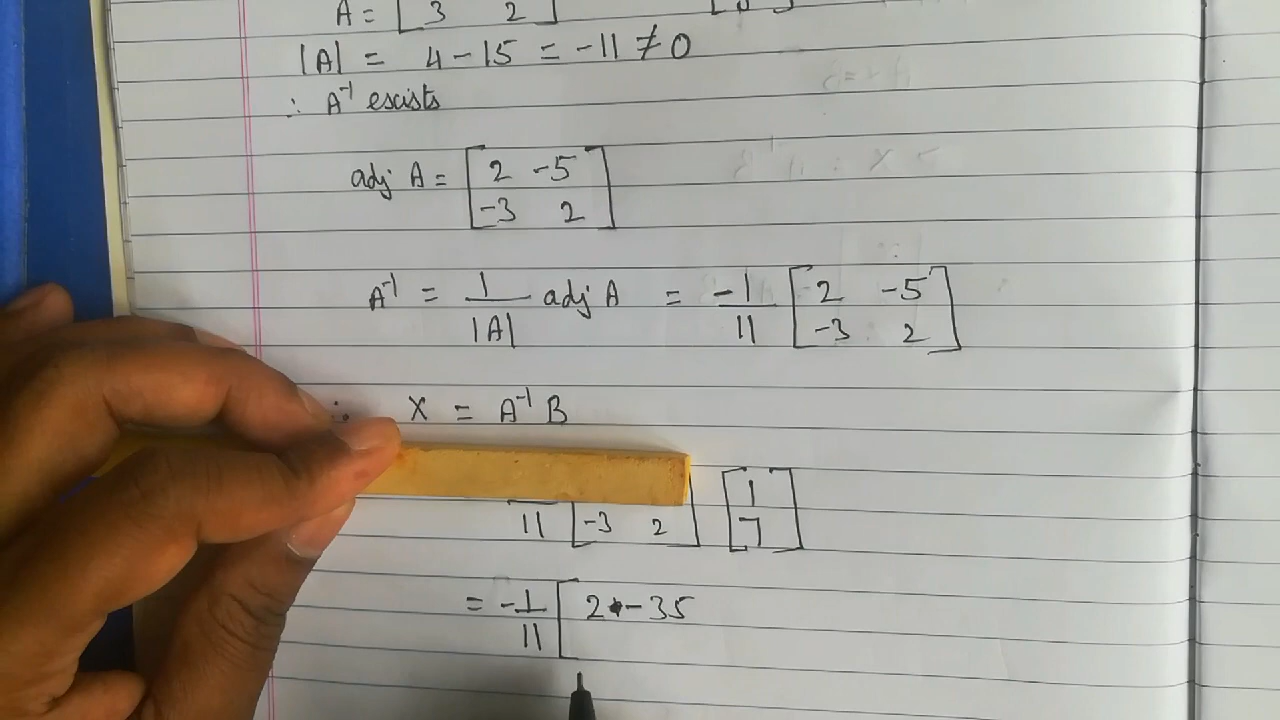 A = [ 3 2 ]
|A| = 4 - 15 = -11 ≠ 0
∴ A⁻¹ exists
adj A = [ 2 -5 ; -3 2 ]
A⁻¹ = 1/|A| adj A = -1/11 [ 2 -5 ; -3 2 ]
∴ X = A⁻¹ B
11 [ -3 2 ] [ 1 ; 7 ]
= -1/11 [ 2 - 35